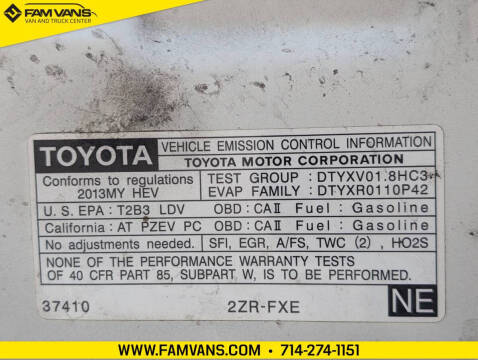 FAMVANS
VAN AND TRUCK CENTER
TOYOTA
VEHICLE EMISSION CONTROL INFORMATION
TOYOTA MOTOR CORPORATION
Conforms to regulations
2013MY HEV
TEST GROUP : DTYXV01.8HC3
EVAP FAMILY : DTYXR0110P42
U. S. EPA : T2B3 LDV OBD: CAII Fuel: Gasoline
California: AT PZEV PC OBD: CAII Fuel: Gasoline
No adjustments needed. SFI, EGR, A/FS, TWC (2) , HO2S
NONE OF THE PERFORMANCE WARRANTY TESTS
OF 40 CFR PART 85, SUBPART W, IS TO BE PERFORMED.
37410 2ZR-FXE NE
WWW.FAMVANS.COM • 714-274-1151